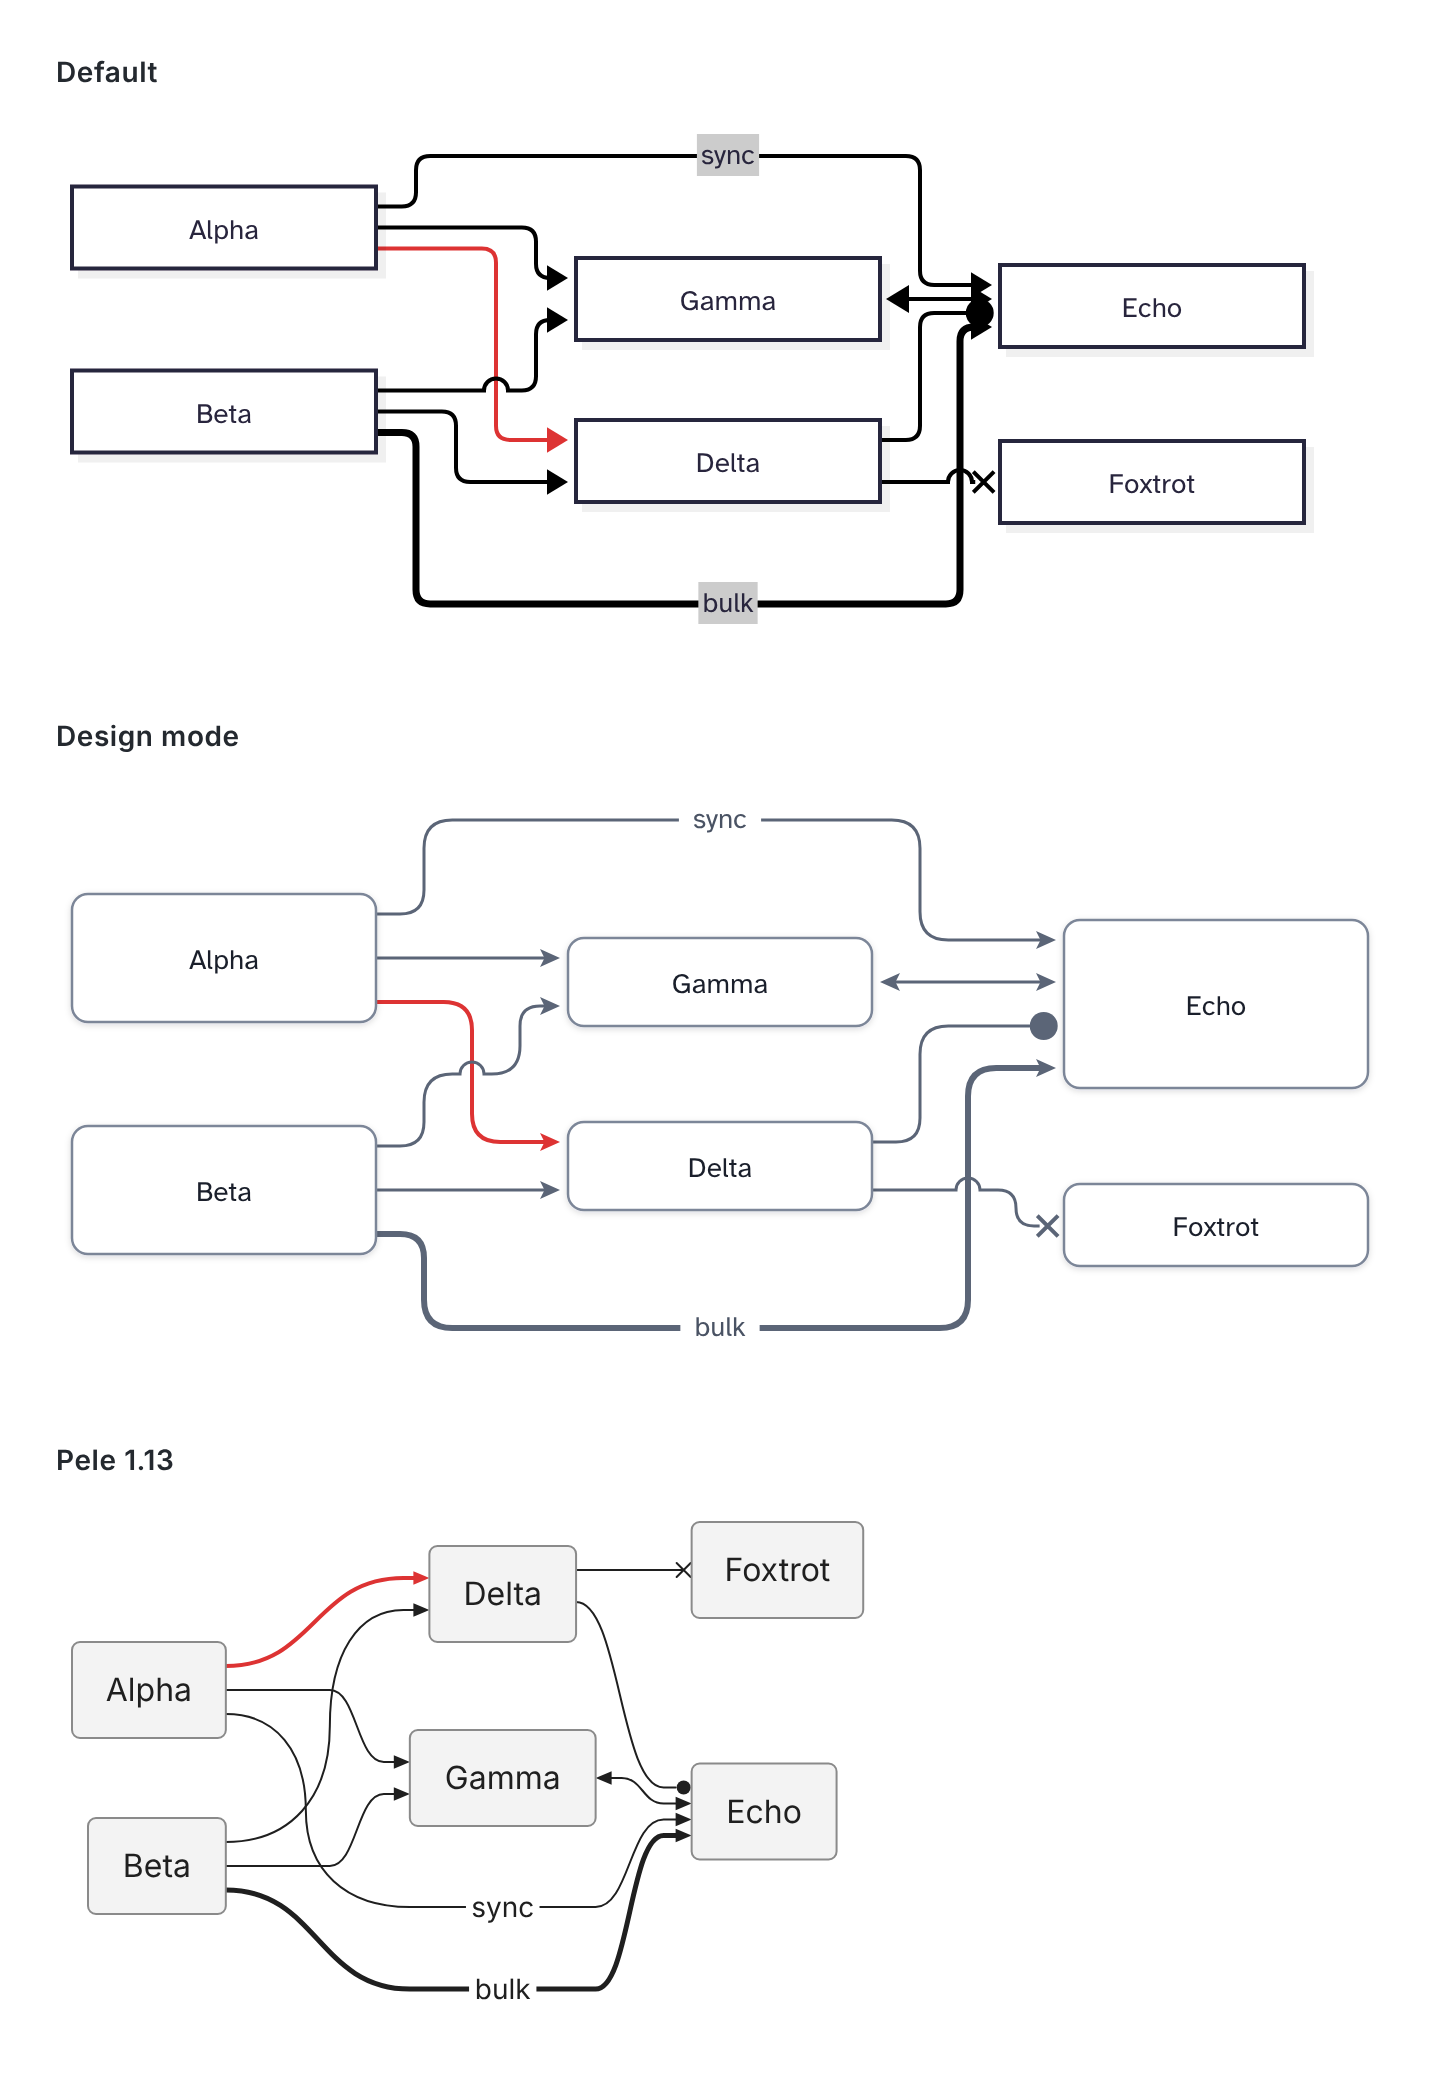 Default
sync
Alpha
Gamma
Echo
Beta
Delta
Foxtrot
bulk
Design mode
sync
Alpha
Gamma
Echo
Beta
Delta
Foxtrot
bulk
Pele 1.13
Foxtrot
Delta
Alpha
Gamma
Echo
Beta
sync
bulk